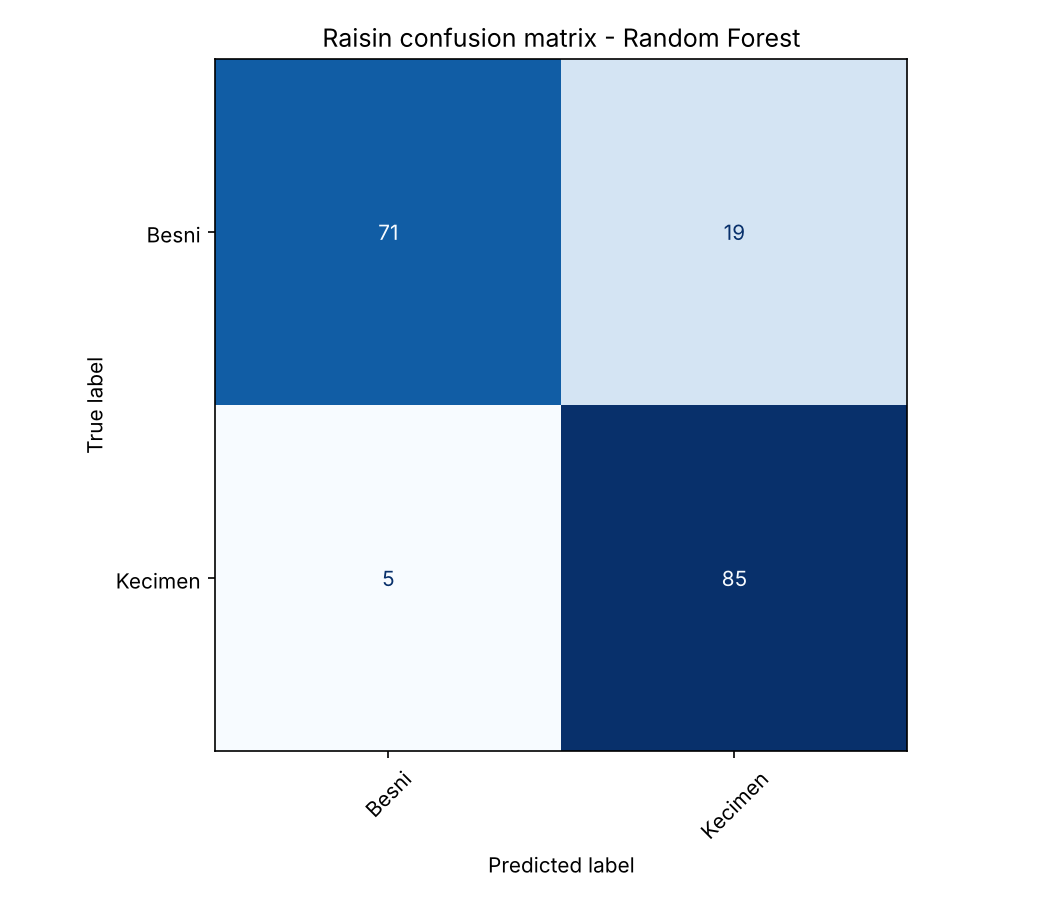 Raisin confusion matrix - Random Forest
Besni
71
19
True label
Kecimen
5
85
Besni
Kecimen
Predicted label